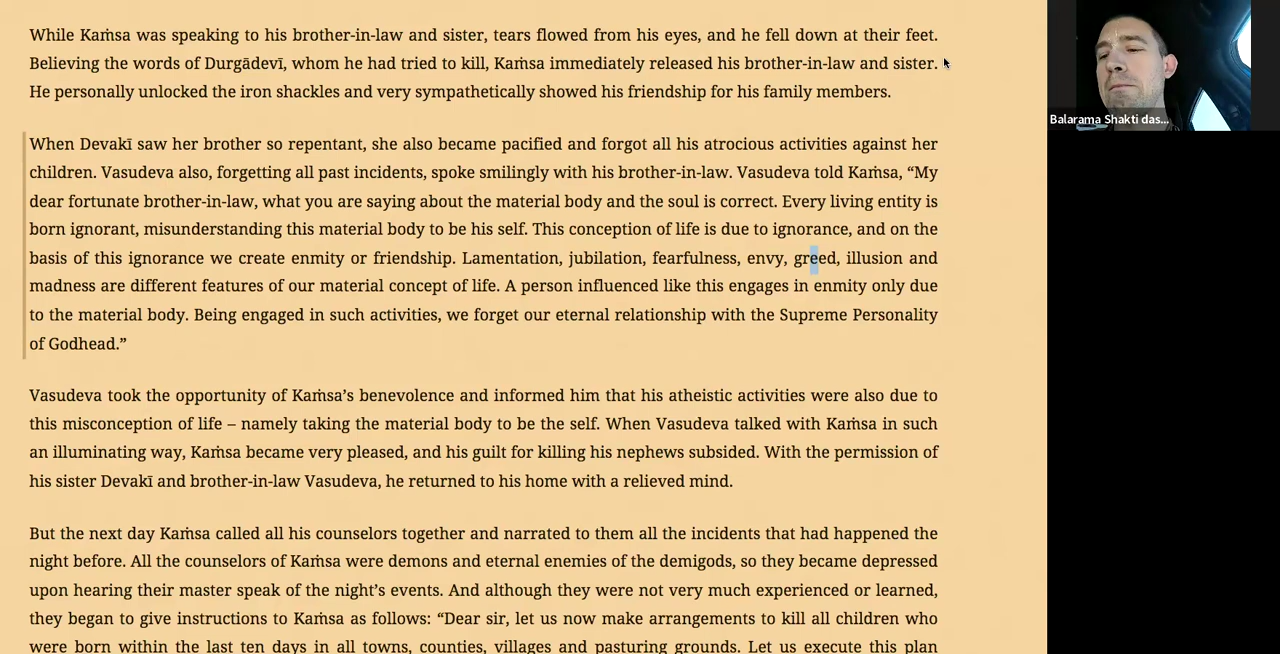 While Kaṁsa was speaking to his brother-in-law and sister, tears flowed from his eyes, and he fell down at their feet.
Believing the words of Durgādevī, whom he had tried to kill, Kaṁsa immediately released his brother-in-law and sister.
He personally unlocked the iron shackles and very sympathetically showed his friendship for his family members.
When Devakī saw her brother so repentant, she also became pacified and forgot all his atrocious activities against her
children. Vasudeva also, forgetting all past incidents, spoke smilingly with his brother-in-law. Vasudeva told Kaṁsa, “My
dear fortunate brother-in-law, what you are saying about the material body and the soul is correct. Every living entity is
born ignorant, misunderstanding this material body to be his self. This conception of life is due to ignorance, and on the
basis of this ignorance we create enmity or friendship. Lamentation, jubilation, fearfulness, envy, greed, illusion and
madness are different features of our material concept of life. A person influenced like this engages in enmity only due
to the material body. Being engaged in such activities, we forget our eternal relationship with the Supreme Personality
of Godhead.”
Vasudeva took the opportunity of Kaṁsa’s benevolence and informed him that his atheistic activities were also due to
this misconception of life – namely taking the material body to be the self. When Vasudeva talked with Kaṁsa in such
an illuminating way, Kaṁsa became very pleased, and his guilt for killing his nephews subsided. With the permission of
his sister Devakī and brother-in-law Vasudeva, he returned to his home with a relieved mind.
But the next day Kaṁsa called all his counselors together and narrated to them all the incidents that had happened the
night before. All the counselors of Kaṁsa were demons and eternal enemies of the demigods, so they became depressed
upon hearing their master speak of the night’s events. And although they were not very much experienced or learned,
they began to give instructions to Kaṁsa as follows: “Dear sir, let us now make arrangements to kill all children who
were born within the last ten days in all towns, counties, villages and pasturing grounds. Let us execute this plan
Balarama Shakti das...